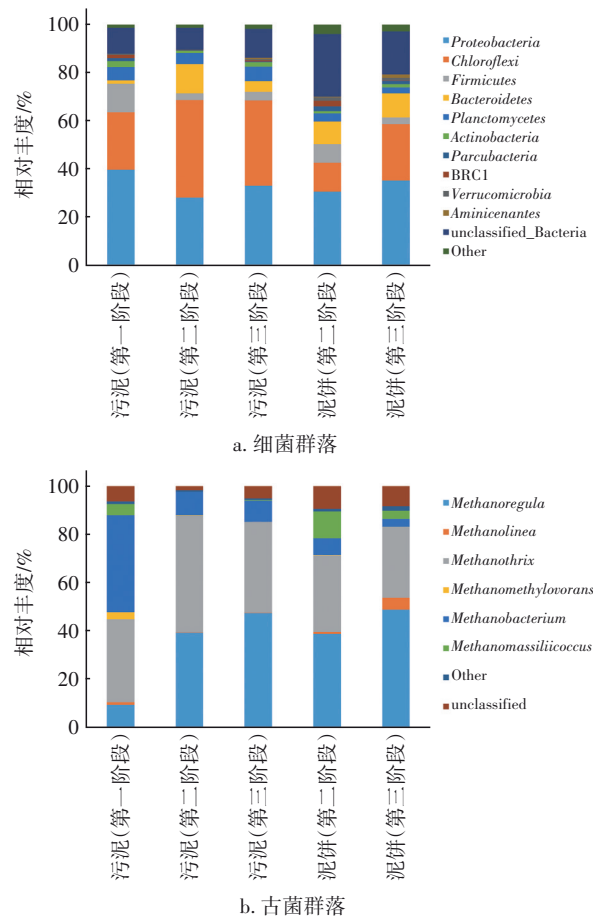 相对丰度/%
100
80
60
40
20
0
污泥(第一阶段)
污泥(第二阶段)
污泥(第三阶段)
泥饼(第二阶段)
泥饼(第三阶段)
Proteobacteria
Chloroflexi
Firmicutes
Bacteroidetes
Planctomycetes
Actinobacteria
Parcubacteria
BRC1
Verrucomicrobia
Aminicenantes
unclassified_Bacteria
Other
a. 细菌群落
相对丰度/%
100
80
60
40
20
0
污泥(第一阶段)
污泥(第二阶段)
污泥(第三阶段)
泥饼(第二阶段)
泥饼(第三阶段)
Methanoregula
Methanolinea
Methanothrix
Methanomethylovorans
Methanobacterium
Methanomassiliicoccus
Other
unclassified
b. 古菌群落